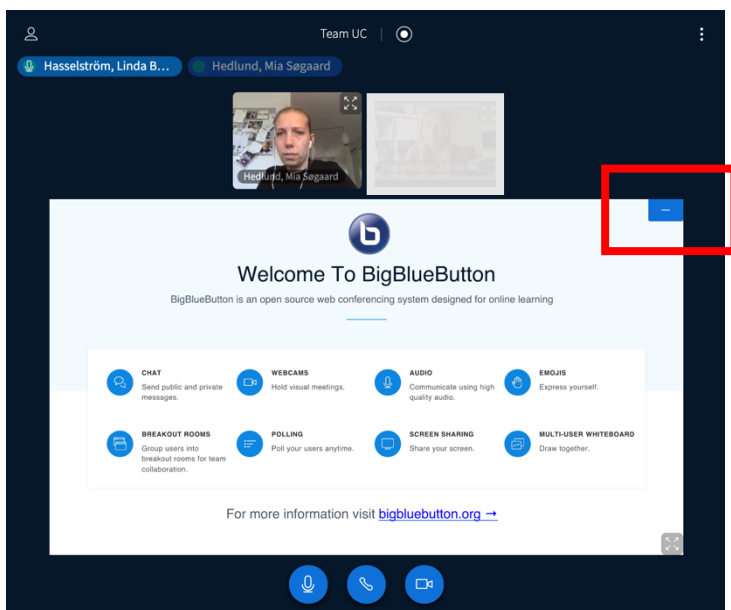 Team UC
Hasselström, Linda B...
Hedlund, Mia Søgaard
Hedlund, Mia Søgaard
Welcome To BigBlueButton
BigBlueButton is an open source web conferencing system designed for online learning
CHAT
Send public and private
messages.
WEBCAMS
Hold visual meetings.
AUDIO
Communicate using high
quality audio.
EMOJIS
Express yourself.
BREAKOUT ROOMS
Group users into
breakout rooms for team
collaboration.
POLLING
Poll your users anytime.
SCREEN SHARING
Share your screen.
MULTI-USER WHITEBOARD
Draw together.
For more information visit bigbluebutton.org →